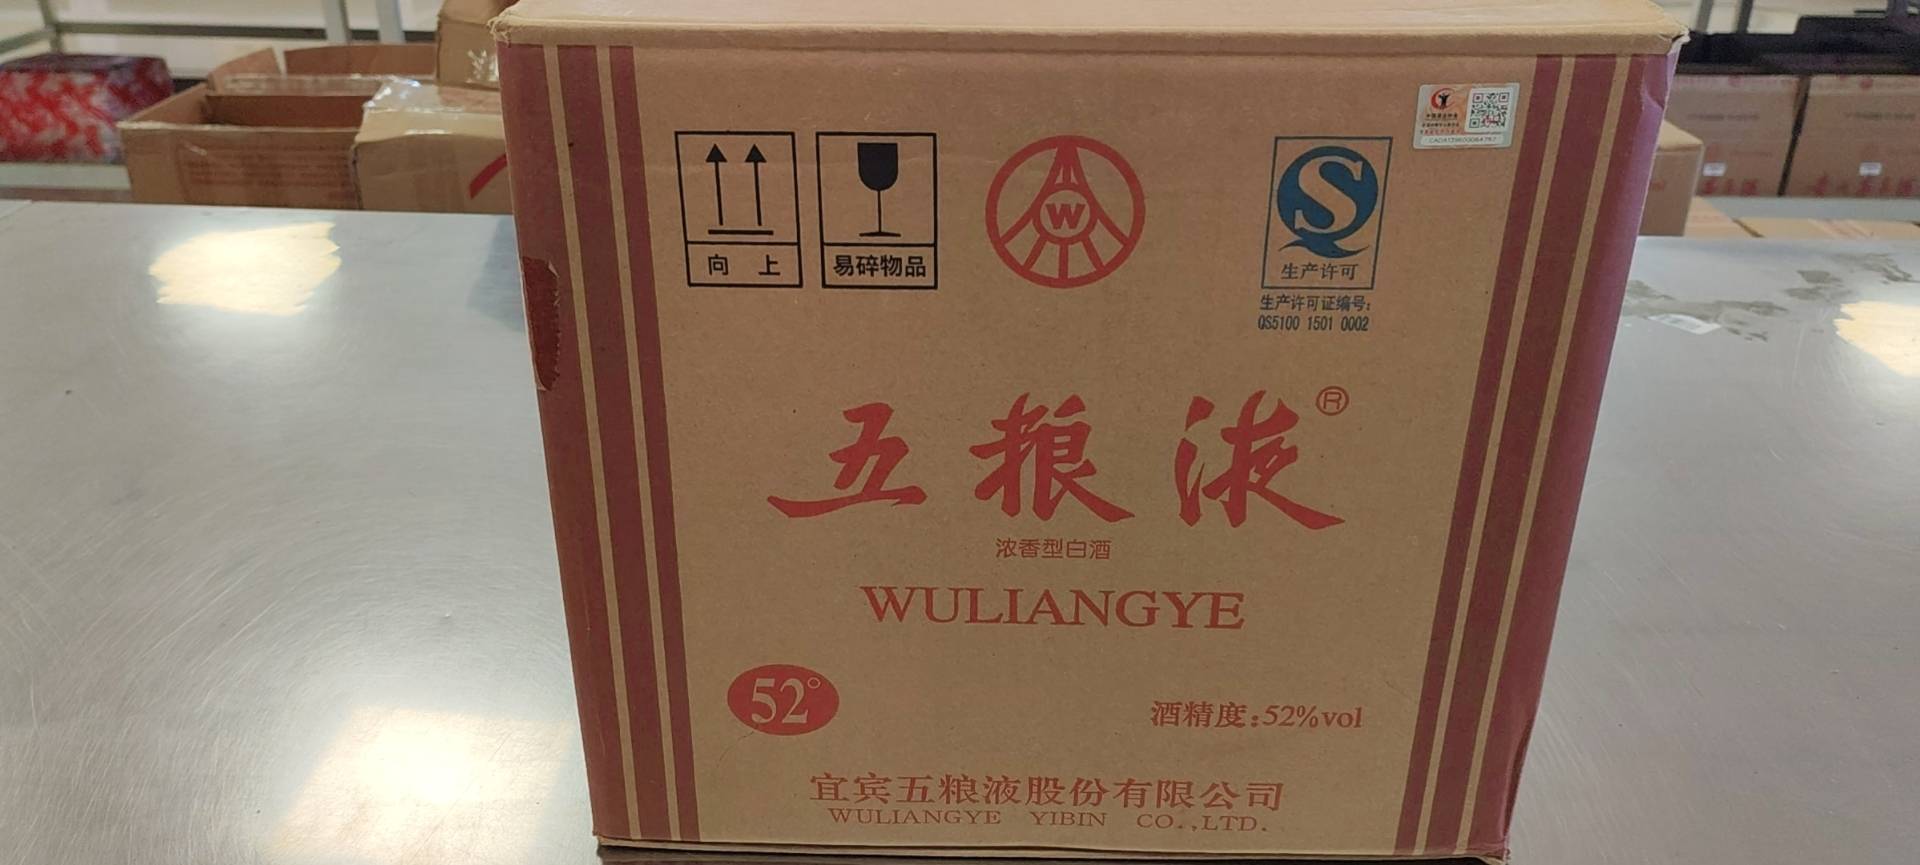 向 上
易碎物品
W
S
生产许可
生产许可证编号:
QS5100 1501 0002
五粮液®
浓香型白酒
WULIANGYE
52°
酒精度:52%vol
宜宾五粮液股份有限公司
WULIANGYE YIBIN CO.,LTD.